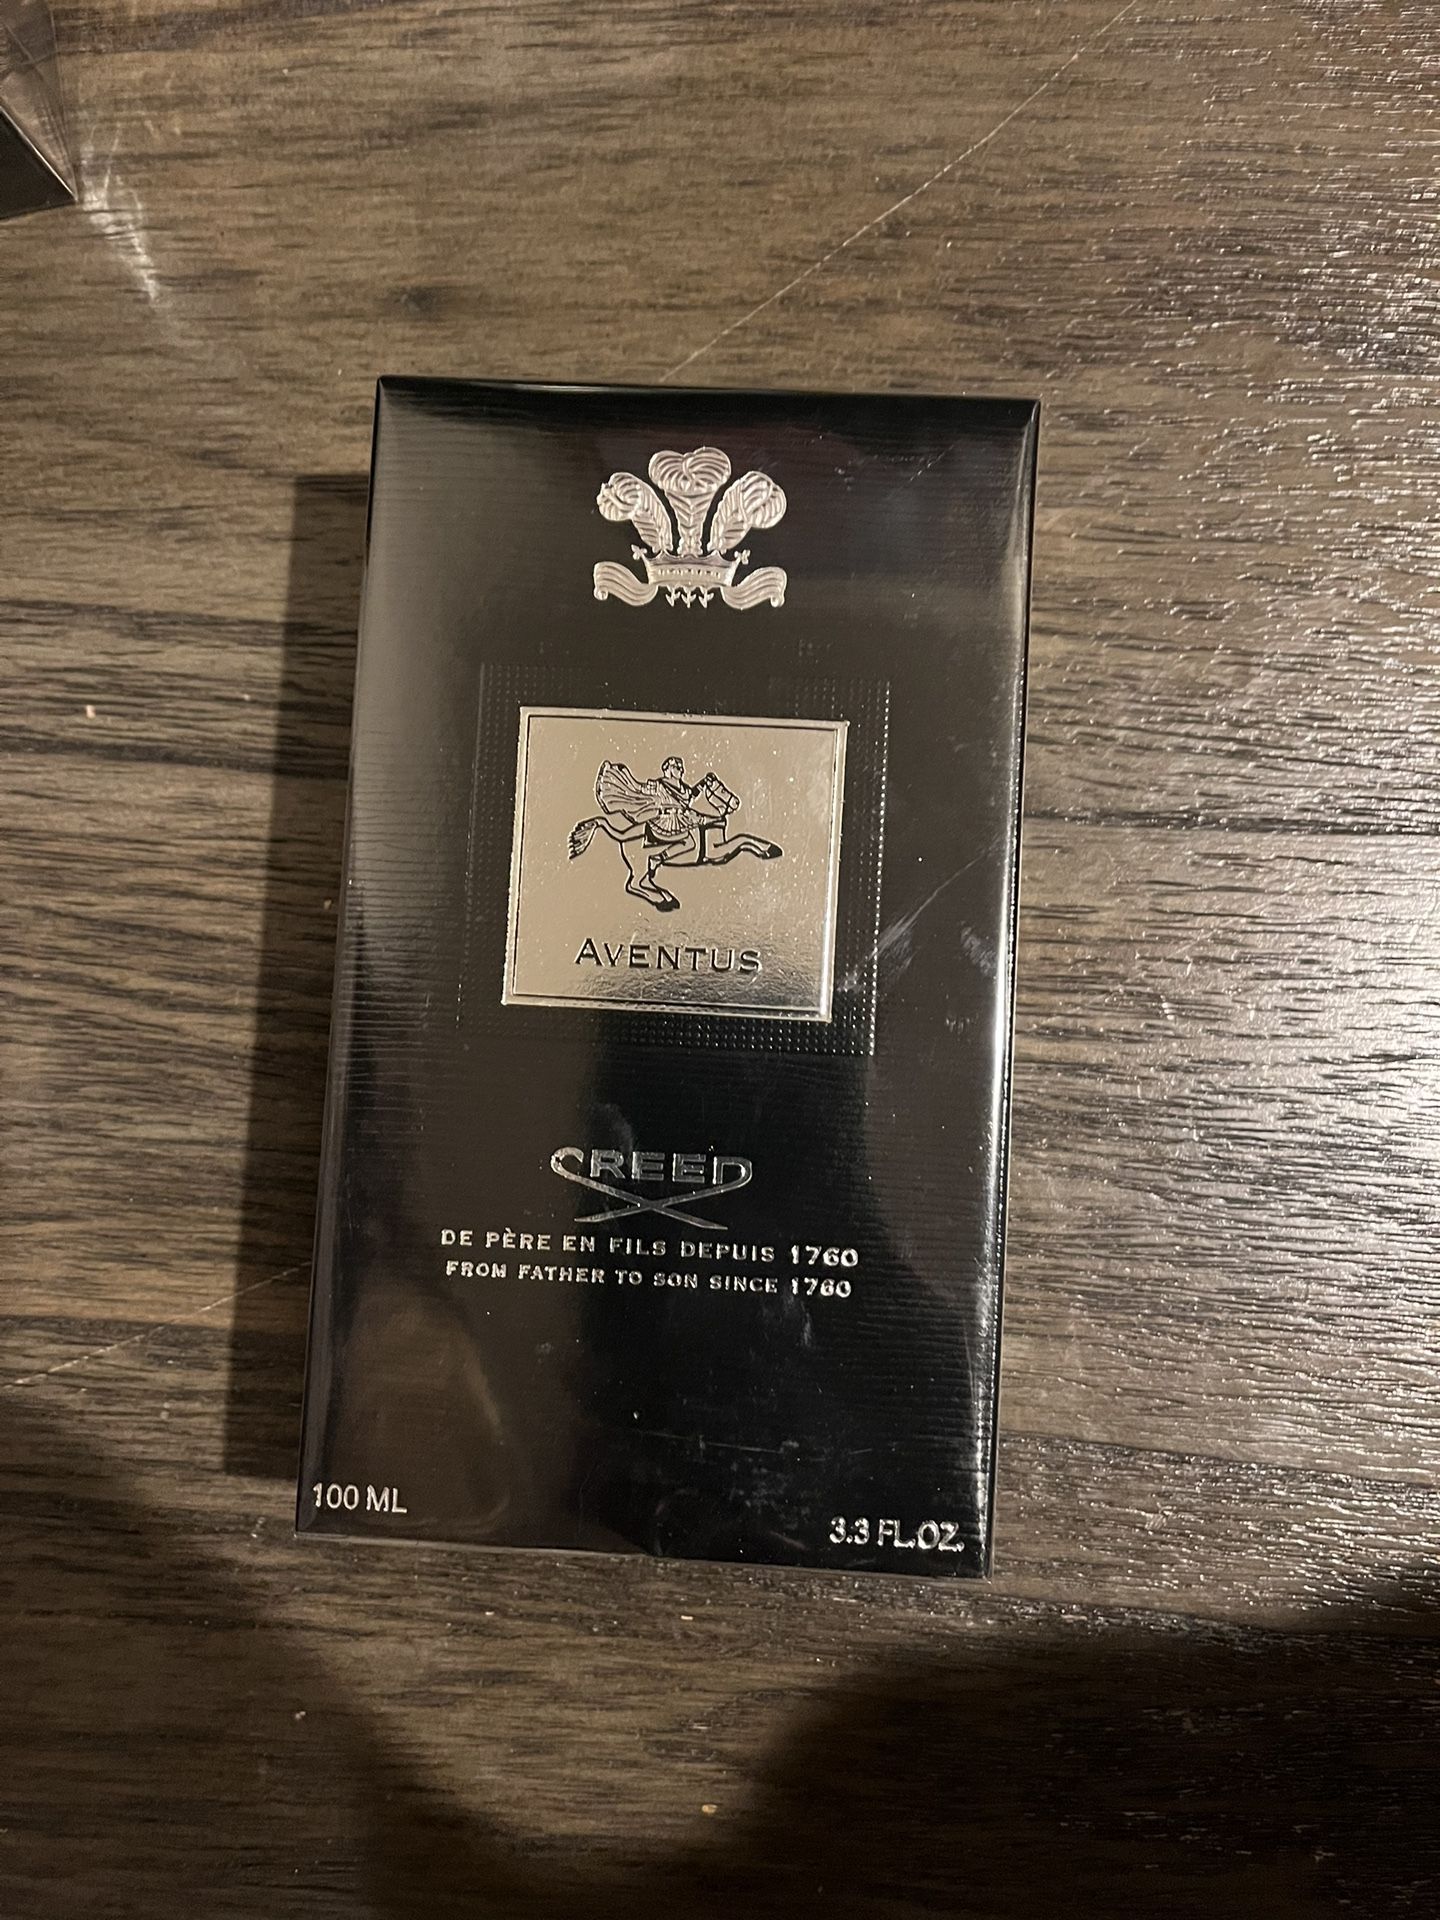 AVENTUS
CREED
DE PÈRE EN FILS DEPUIS 1760
FROM FATHER TO SON SINCE 1760
100 ML
3.3 FL.OZ.